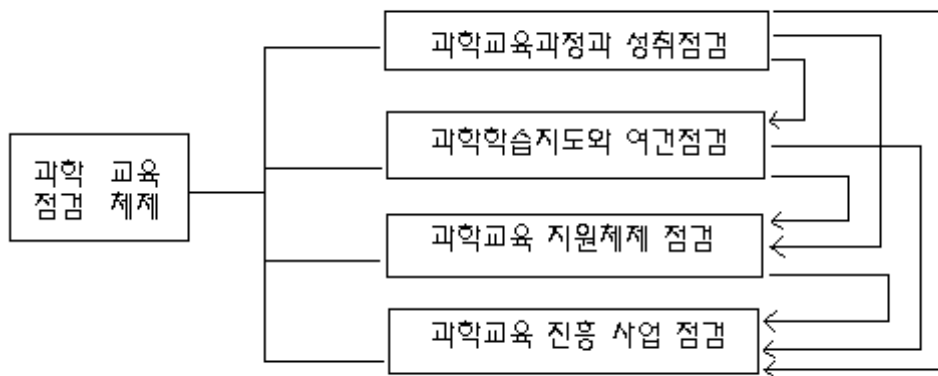 과학교육과정과 성취점검
과학학습지도와 여건점검
과학 교육
점검 체제
과학교육 지원체제 점검
과학교육 진흥 사업 점검